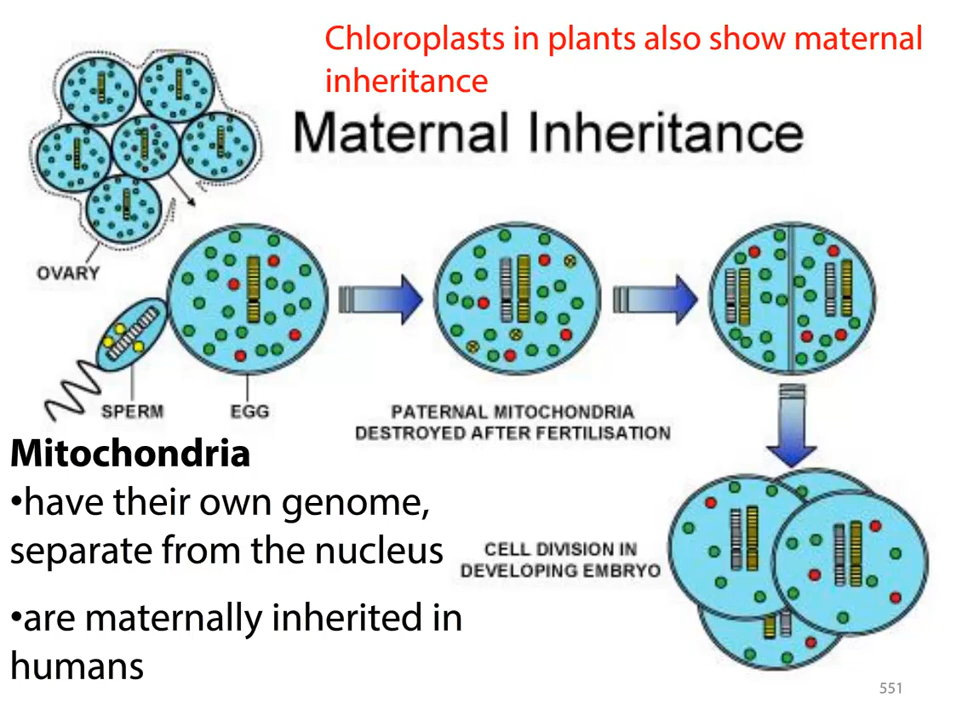 Chloroplasts in plants also show maternal
inheritance
Maternal Inheritance
OVARY
SPERM
EGG
PATERNAL MITOCHONDRIA
DESTROYED AFTER FERTILISATION
Mitochondria
•have their own genome,
separate from the nucleus
•are maternally inherited in
humans
CELL DIVISION IN
DEVELOPING EMBRYO
551